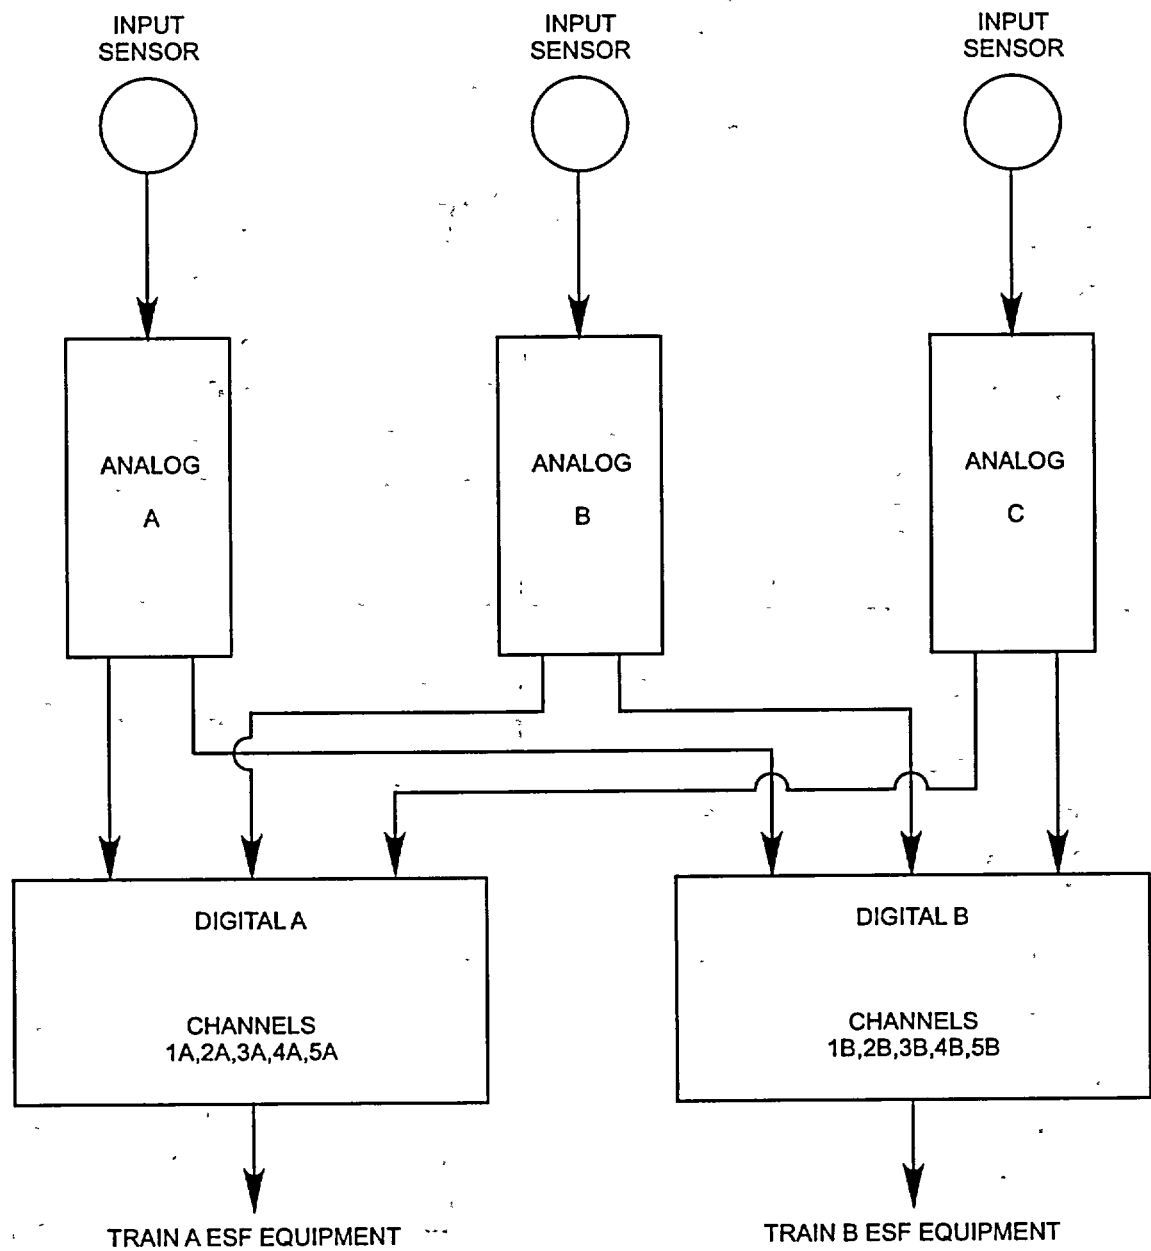 INPUT
SENSOR
INPUT
SENSOR
INPUT
SENSOR
ANALOG
A
ANALOG
B
ANALOG
C
DIGITAL A
CHANNELS
1A,2A,3A,4A,5A
DIGITAL B
CHANNELS
1B,2B,3B,4B,5B
TRAIN A ESF EQUIPMENT
TRAIN B ESF EQUIPMENT